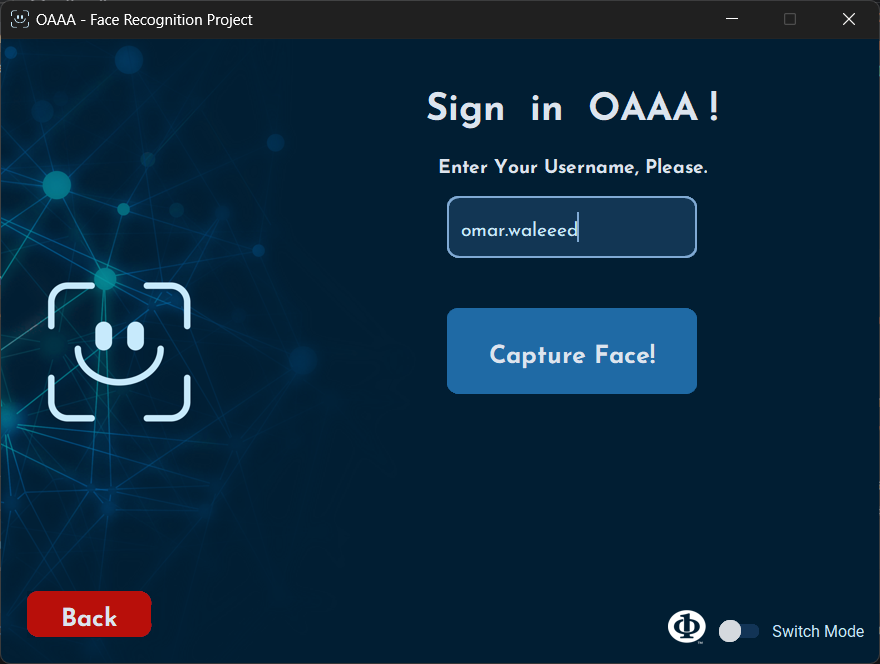 OAAA - Face Recognition Project
Sign in OAAA !
Enter Your Username, Please.
omar.waleeed
Capture Face!
Back
Switch Mode